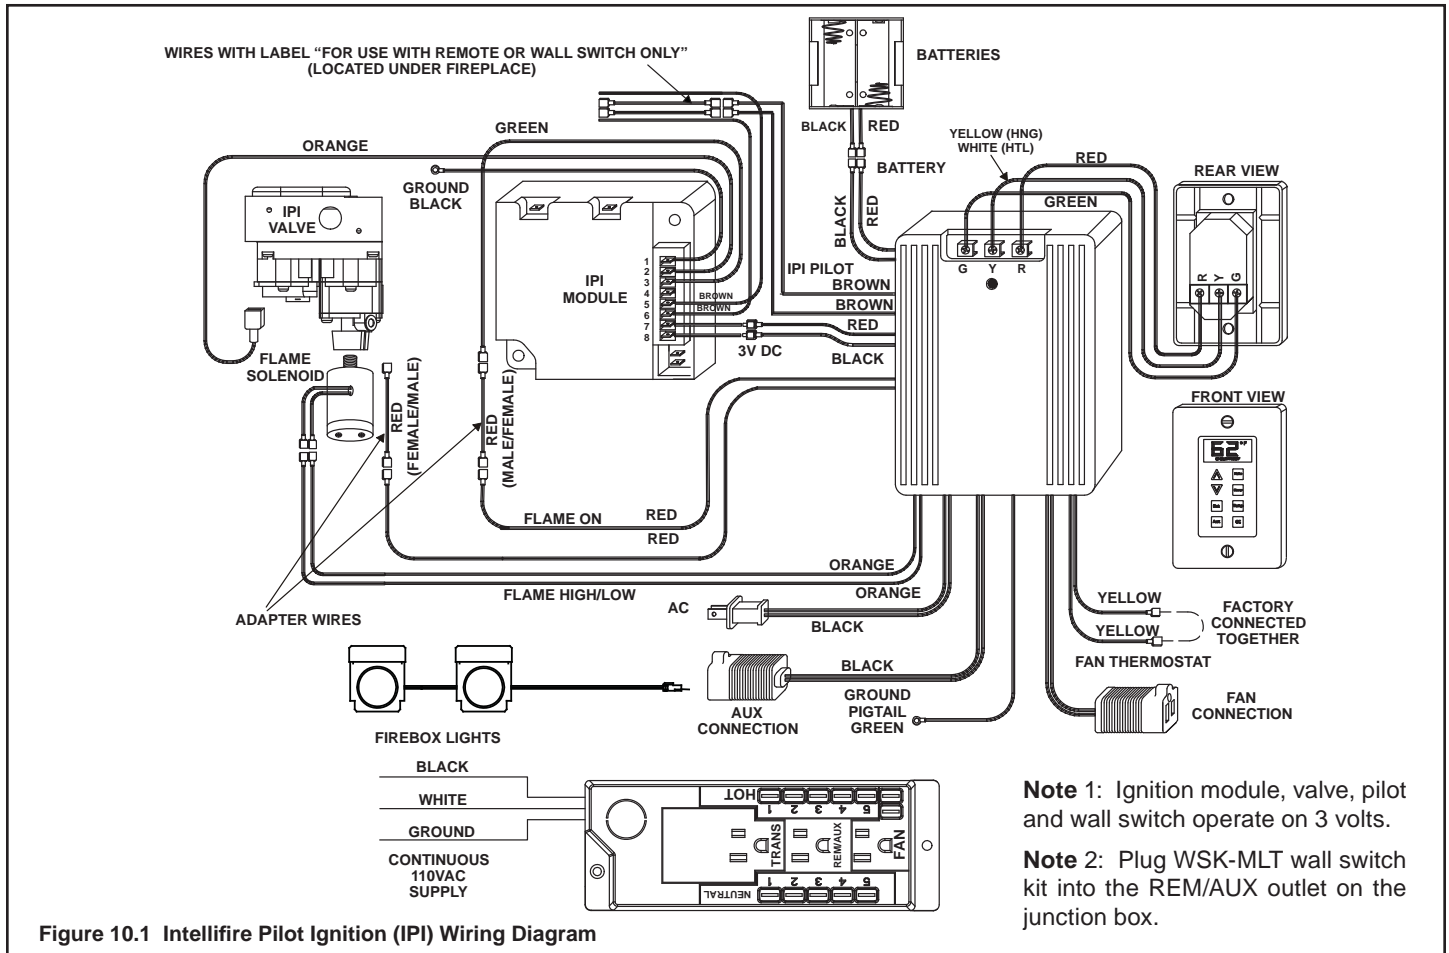 WIRES WITH LABEL “FOR USE WITH REMOTE OR WALL SWITCH ONLY”
(LOCATED UNDER FIREPLACE)
BATTERIES
BLACK
RED
BATTERY
BLACK
RED
GREEN
ORANGE
GROUND
BLACK
YELLOW (HNG)
WHITE (HTL)
RED
GREEN
REAR VIEW
R
Y
G
G
Y
R
IPI
VALVE
IPI
MODULE
1
2
3
4
5
6
7
8
BROWN
BROWN
IPI PILOT
BROWN
BROWN
RED
3V DC
BLACK
FLAME
SOLENOID
RED
(FEMALE/MALE)
RED
(MALE/FEMALE)
FRONT VIEW
62°F
FLAME ON
RED
RED
ORANGE
FLAME HIGH/LOW
ORANGE
ADAPTER WIRES
AC
BLACK
YELLOW
YELLOW
FACTORY
CONNECTED
TOGETHER
FAN THERMOSTAT
BLACK
AUX
CONNECTION
GROUND
PIGTAIL
GREEN
FAN
CONNECTION
FIREBOX LIGHTS
BLACK
WHITE
GROUND
CONTINUOUS
110VAC
SUPPLY
HOT
1
2
3
4
5
TRANS
REM/AUX
FAN
NEUTRAL
1
2
3
4
5
Note 1: Ignition module, valve, pilot
and wall switch operate on 3 volts.
Note 2: Plug WSK-MLT wall switch
kit into the REM/AUX outlet on the
junction box.
Figure 10.1 Intellifire Pilot Ignition (IPI) Wiring Diagram